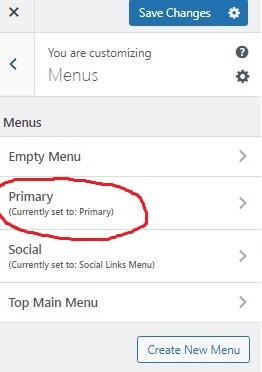 Save Changes
You are customizing
Menus
Menus
Empty Menu
Primary
(Currently set to: Primary)
Social
(Currently set to: Social Links Menu)
Top Main Menu
Create New Menu